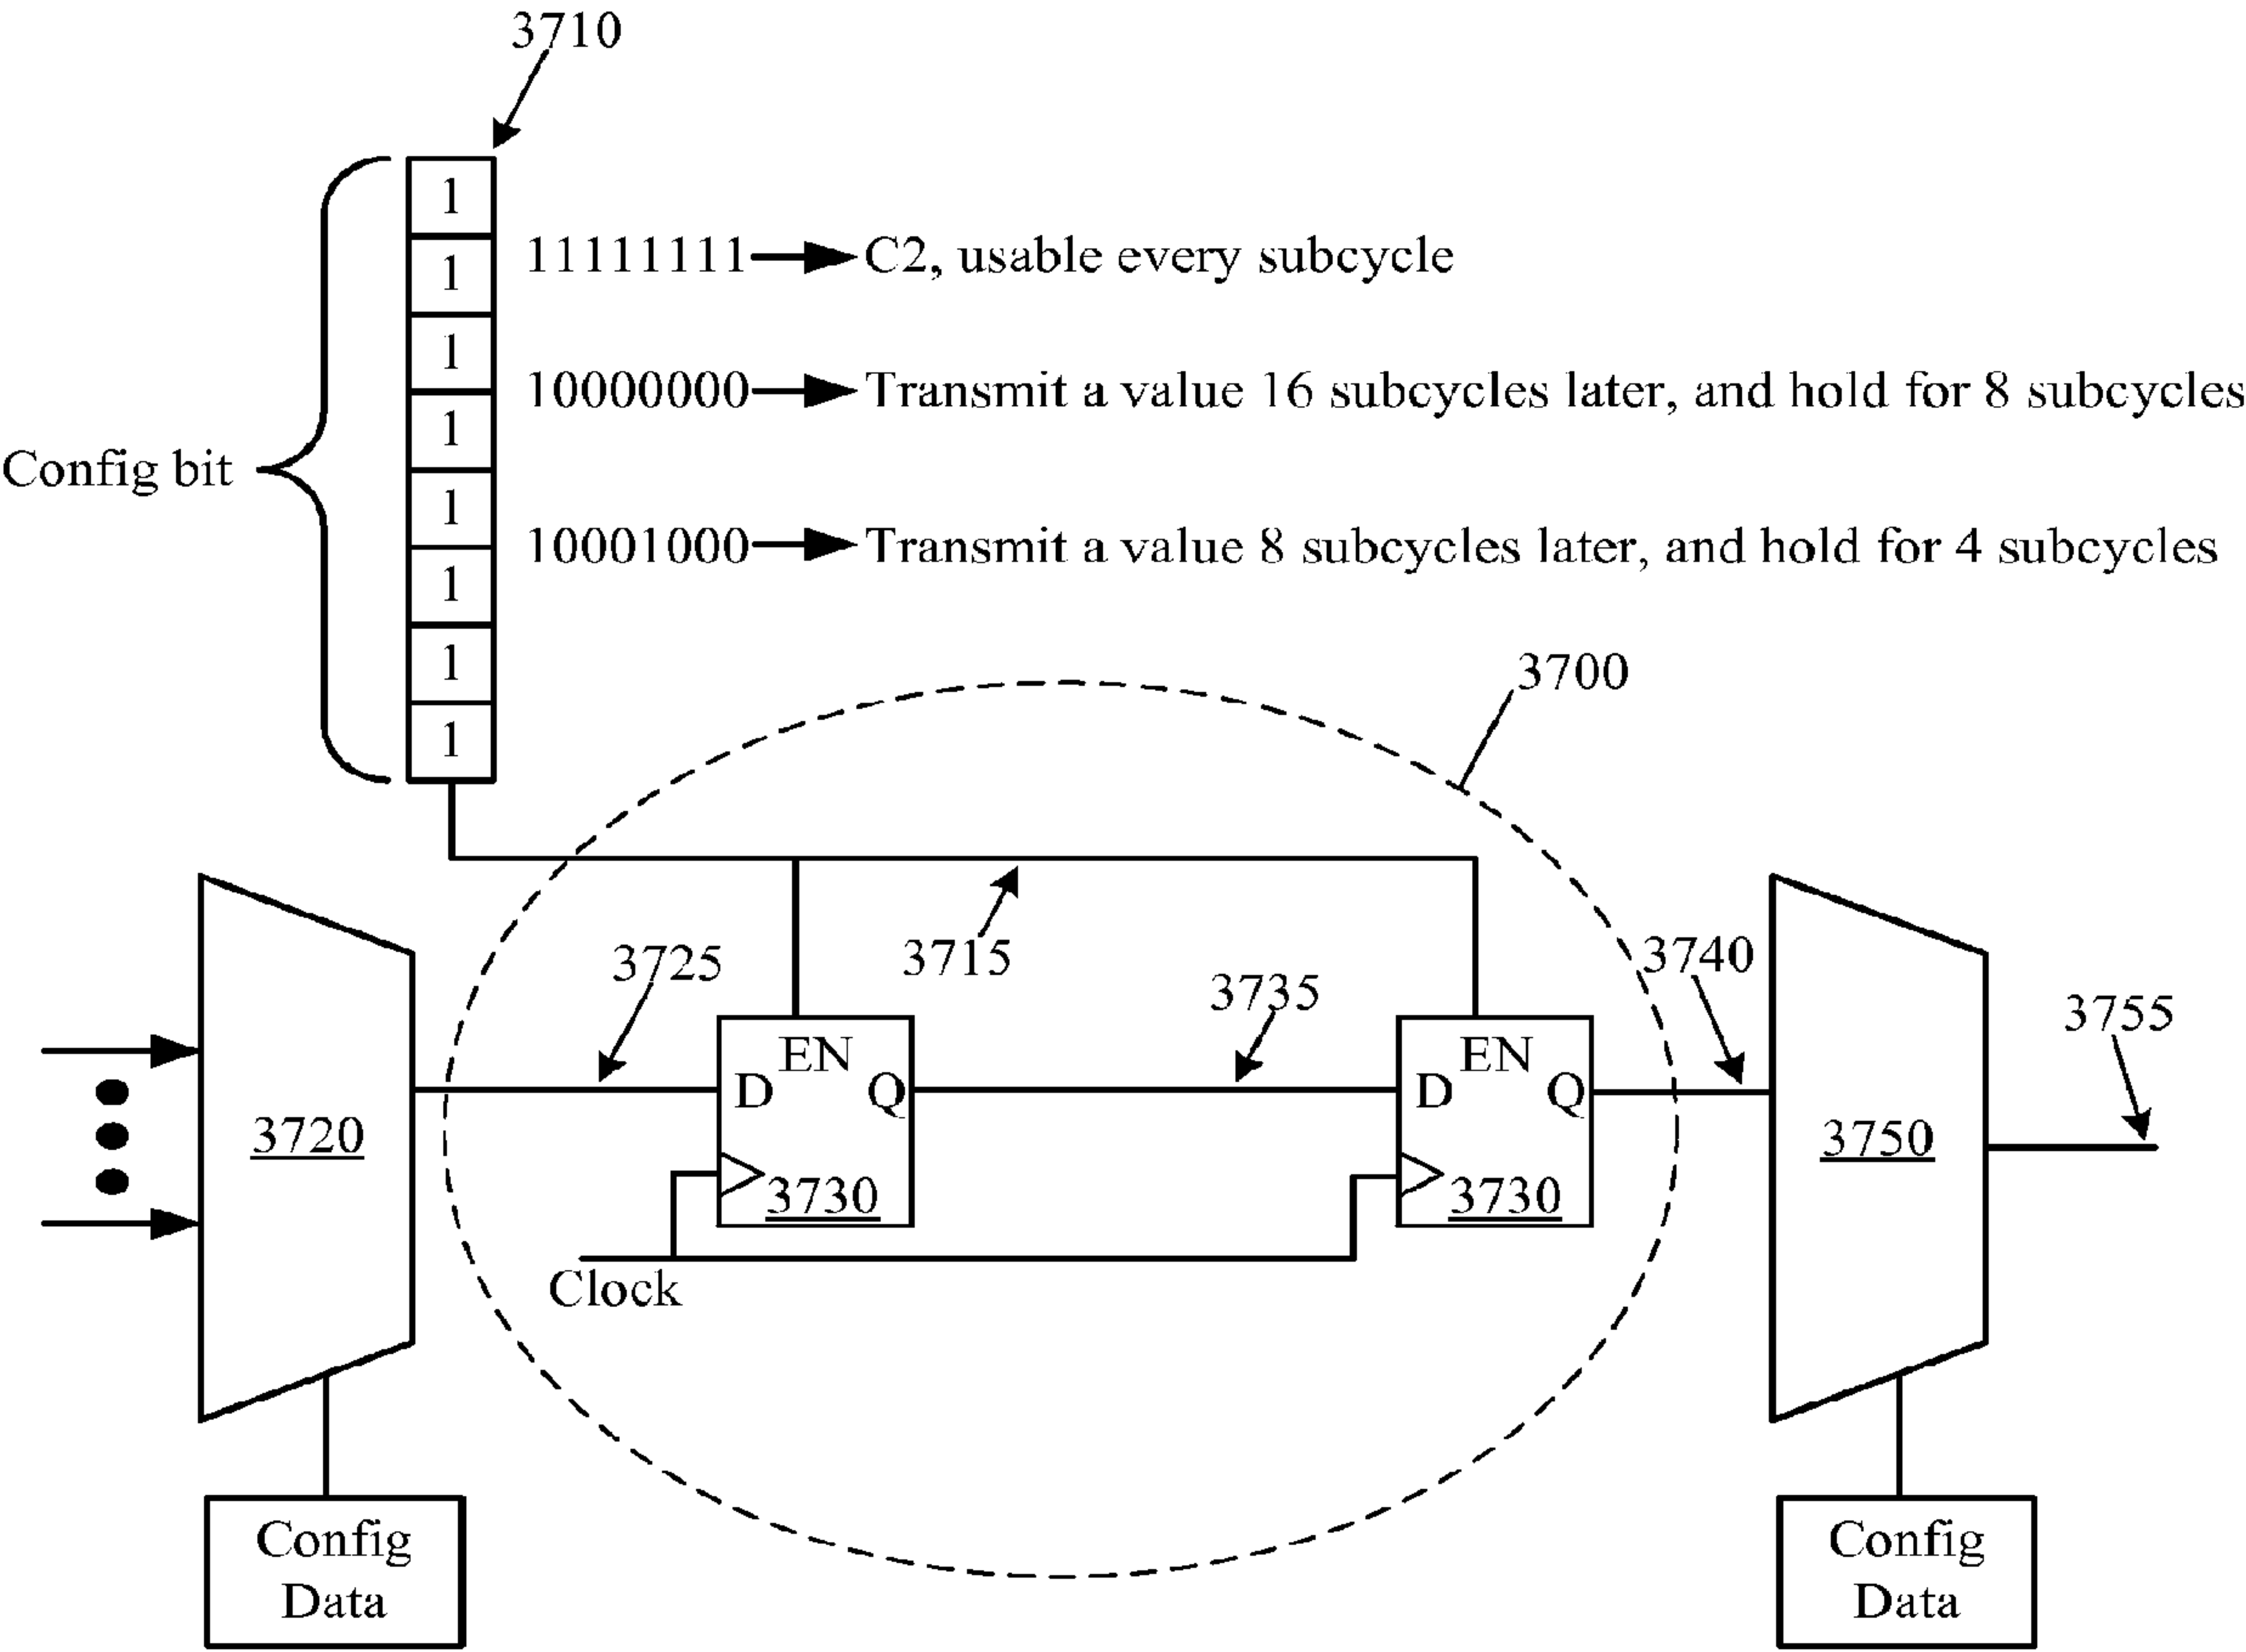 3710
1
1
1
1
1
1
1
1
11111111 C2, usable every subcycle
10000000 Transmit a value 16 subcycles later, and hold for 8 subcycles
Config bit
10001000 Transmit a value 8 subcycles later, and hold for 4 subcycles
3700
3725
3715
3735
3740
3755
EN
D
Q
3730
EN
D
Q
3730
3720
3750
Clock
Config
Data
Config
Data